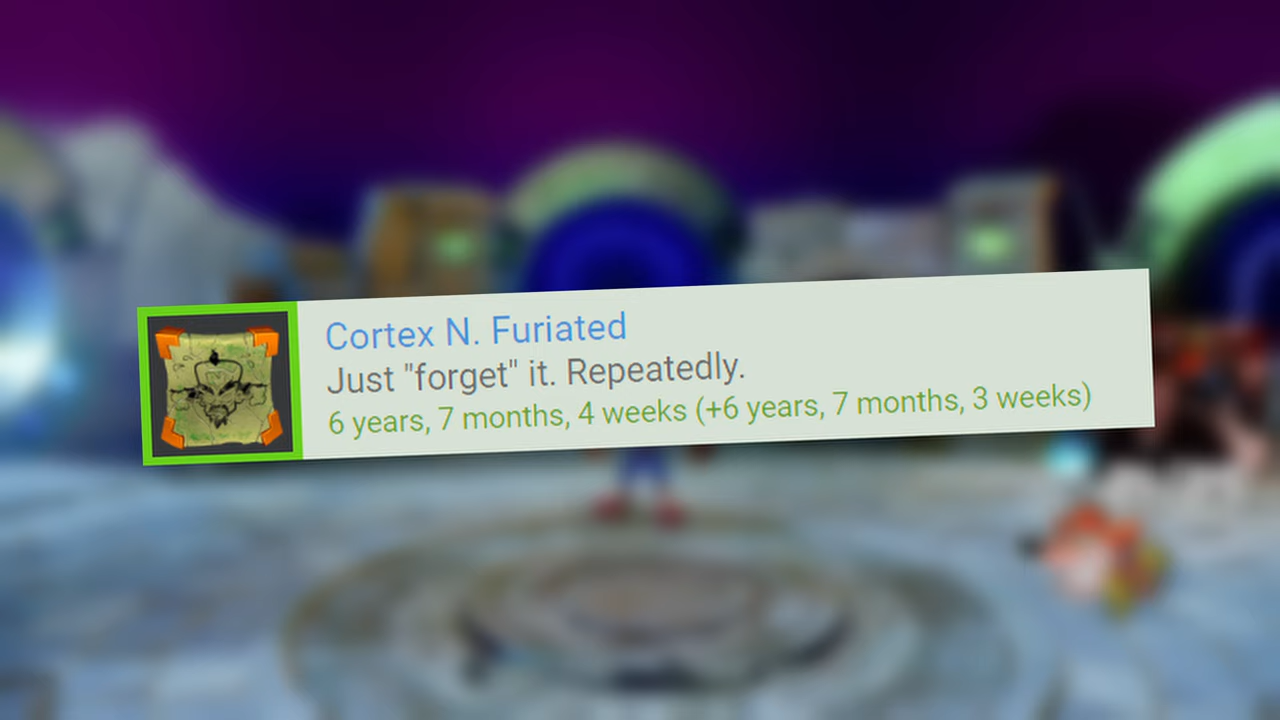 Cortex N. Furiated
Just "forget" it. Repeatedly.
6 years, 7 months, 4 weeks (+6 years, 7 months, 3 weeks)